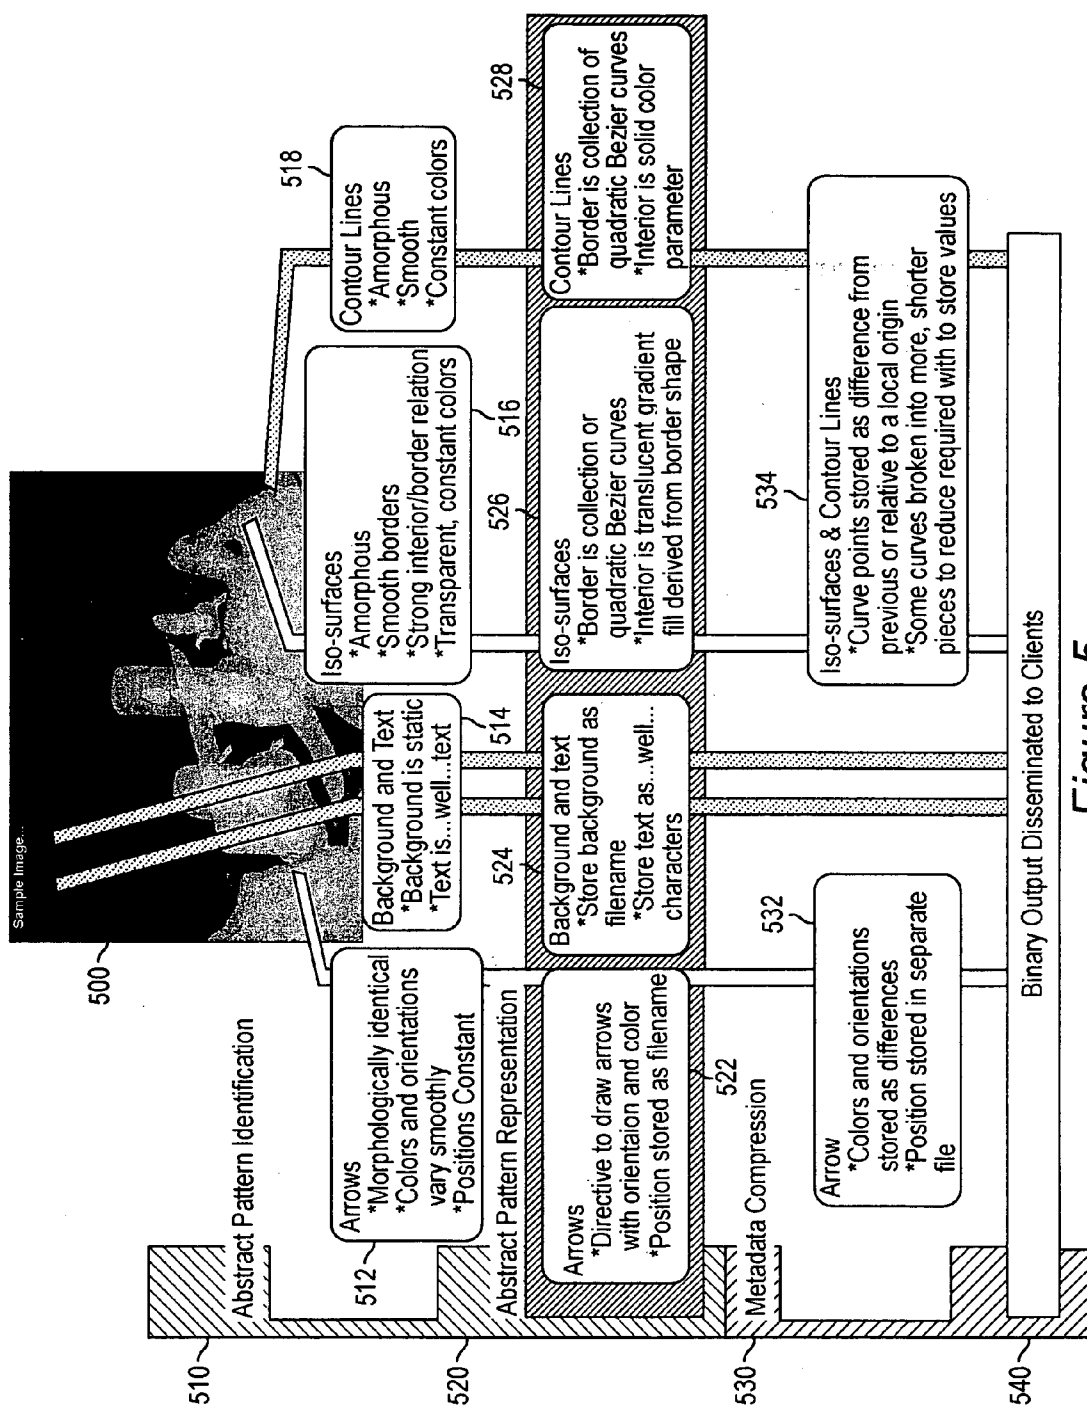 Sample Image...
500
510
Abstract Pattern Identification
512
Arrows
*Morphologically identical
*Colors and orientations
vary smoothly
*Positions Constant
Background and Text
*Background is static
*Text is...well...text
514
Iso-surfaces
*Amorphous
*Smooth borders
*Strong interior/border relation
*Transparent, constant colors
516
518
Contour Lines
*Amorphous
*Smooth
*Constant colors
520
Abstract Pattern Representation
Arrows
*Directive to draw arrows
with orientaion and color
*Position stored as filename
522
524
Background and text
*Store background as
filename
*Store text as...well...
characters
526
Iso-surfaces
*Border is collection or
quadratic Bezier curves
*Interior is translucent gradient
fill derived from border shape
528
Contour Lines
*Border is collection of
quadratic Bezier curves
*Interior is solid color
parameter
530
Metadata Compression
532
Arrow
*Colors and orientations
stored as differences
*Position stored in separate
file
534
Iso-surfaces & Contour Lines
*Curve points stored as difference from
previous or relative to a local origin
*Some curves broken into more, shorter
pieces to reduce required with to store values
540
Binary Output Disseminated to Clients
Figure 5